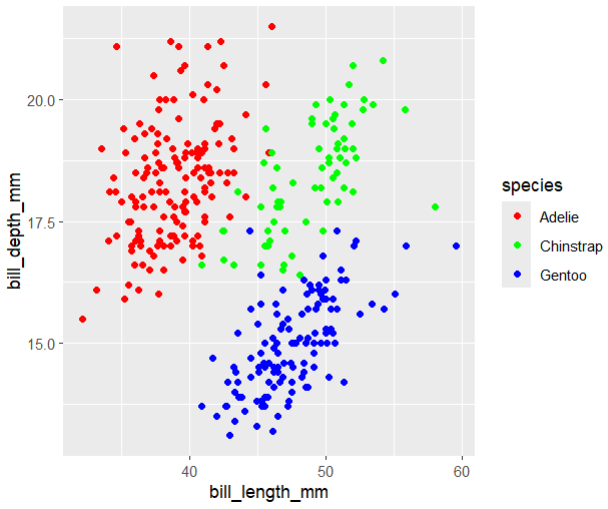 20.0
17.5
15.0
bill_depth_mm
40
50
60
bill_length_mm
species
Adelie
Chinstrap
Gentoo